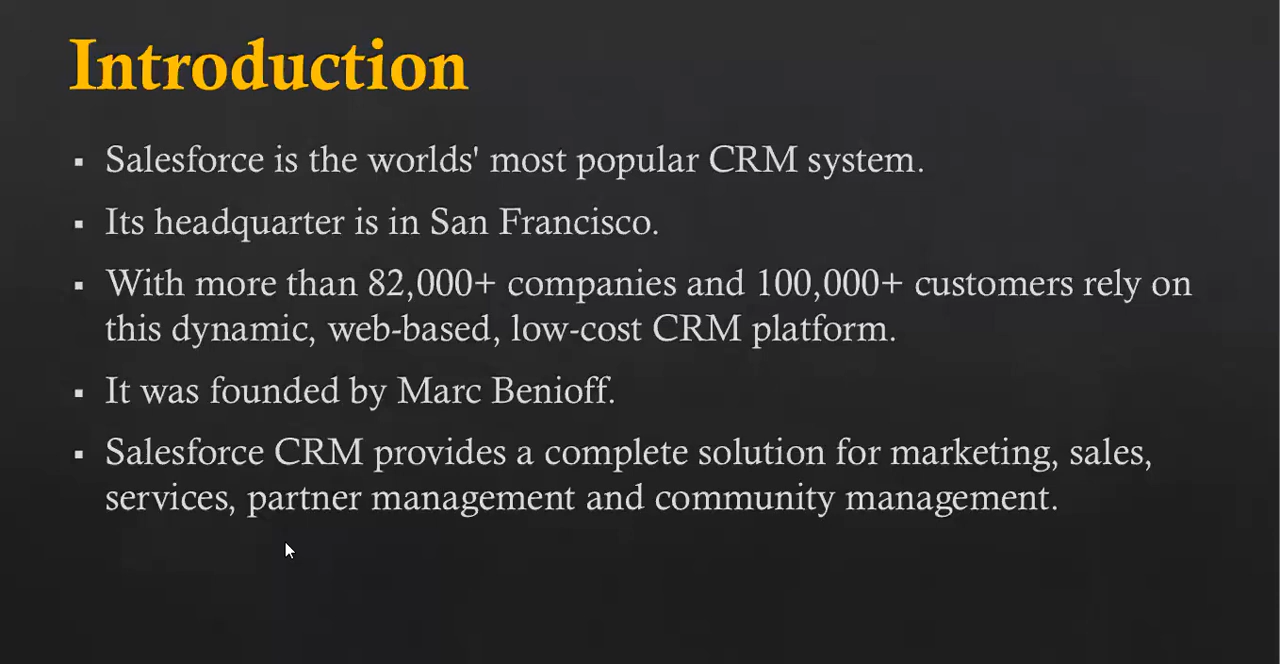 Introduction
▪ Salesforce is the worlds' most popular CRM system.
▪ Its headquarter is in San Francisco.
▪ With more than 82,000+ companies and 100,000+ customers rely on
this dynamic, web-based, low-cost CRM platform.
▪ It was founded by Marc Benioff.
▪ Salesforce CRM provides a complete solution for marketing, sales,
services, partner management and community management.